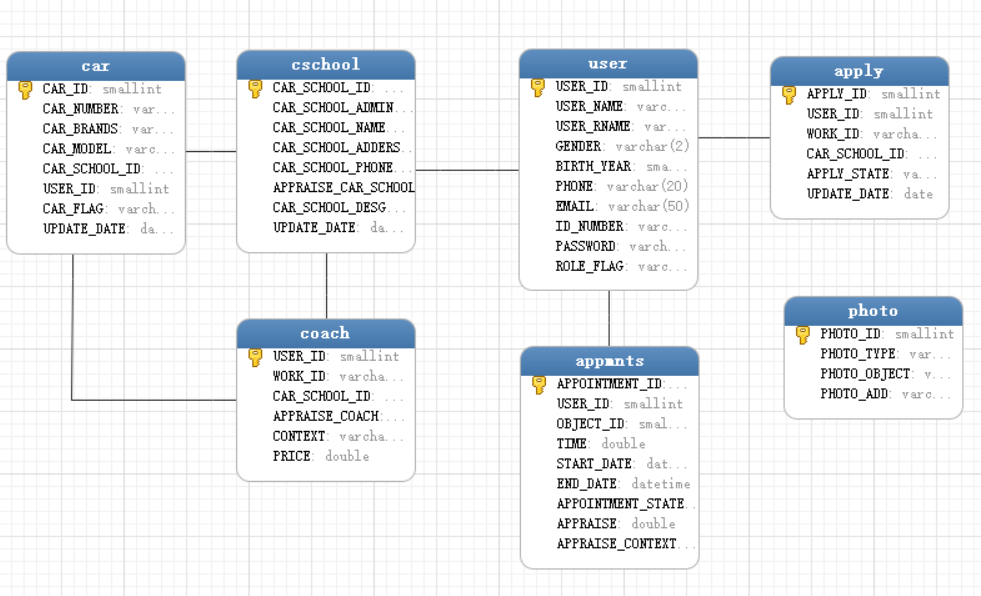 car
CAR_ID: smallint
CAR_NUMBER: var...
CAR_BRANDS: var...
CAR_MODEL: varc...
CAR_SCHOOL_ID: ...
USER_ID: smallint
CAR_FLAG: varch...
UPDATE_DATE: da...
cschool
CAR_SCHOOL_ID: ...
CAR_SCHOOL_ADMIN...
CAR_SCHOOL_NAME...
CAR_SCHOOL_ADDERS...
CAR_SCHOOL_PHONE...
APPRAISE_CAR_SCHOOL
CAR_SCHOOL_DESG...
UPDATE_DATE: da...
user
USER_ID: smallint
USER_NAME: varc...
USER_RNAME: var...
GENDER: varchar(2)
BIRTH_YEAR: sma...
PHONE: varchar(20)
EMAIL: varchar(50)
ID_NUMBER: varc...
PASSWORD: varch...
ROLE_FLAG: varc...
apply
APPLY_ID: smallint
USER_ID: smallint
WORK_ID: varcha...
CAR_SCHOOL_ID: ...
APPLY_STATE: va...
UPDATE_DATE: date
coach
USER_ID: smallint
WORK_ID: varcha...
CAR_SCHOOL_ID: ...
APPRAISE_COACH:...
CONTEXT: varcha...
PRICE: double
appmnts
APPOINTMENT_ID:...
USER_ID: smallint
OBJECT_ID: smal...
TIME: double
START_DATE: dat...
END_DATE: datetime
APPOINTMENT_STATE...
APPRAISE: double
APPRAISE_CONTEXT...
photo
PHOTO_ID: smallint
PHOTO_TYPE: var...
PHOTO_OBJECT: v...
PHOTO_ADD: varc...